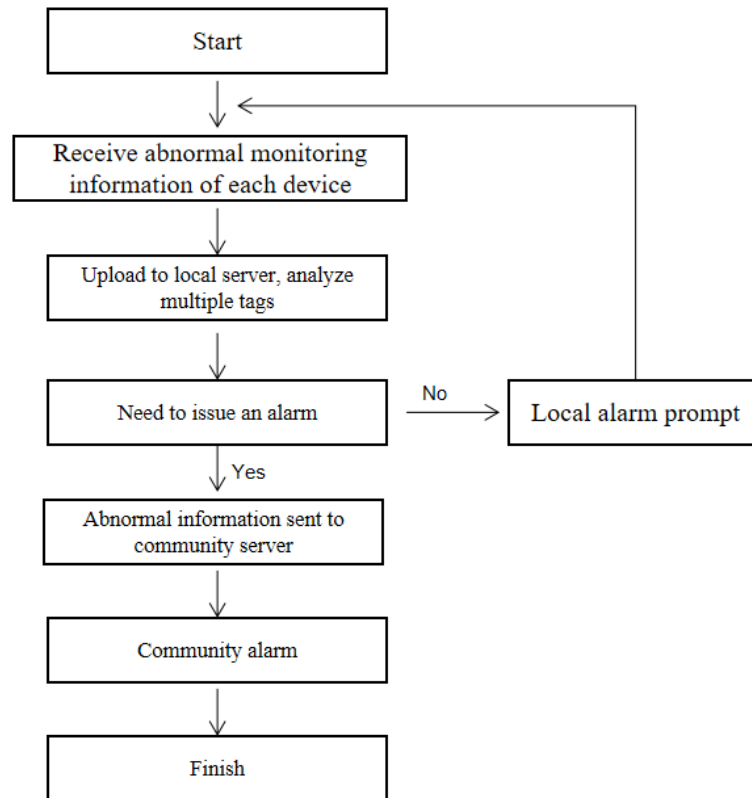 Start
Receive abnormal monitoring
information of each device
Upload to local server, analyze
multiple tags
Need to issue an alarm
No
Local alarm prompt
Yes
Abnormal information sent to
community server
Community alarm
Finish